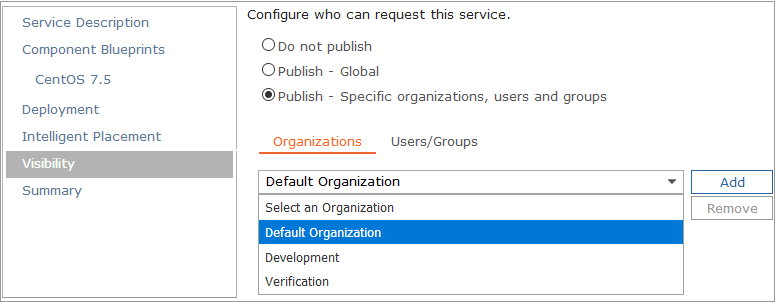 Service Description
Component Blueprints
CentOS 7.5
Deployment
Intelligent Placement
Visibility
Summary
Configure who can request this service.
Do not publish
Publish - Global
Publish - Specific organizations, users and groups
Organizations Users/Groups
Default Organization Add
Select an Organization Remove
Default Organization
Development
Verification